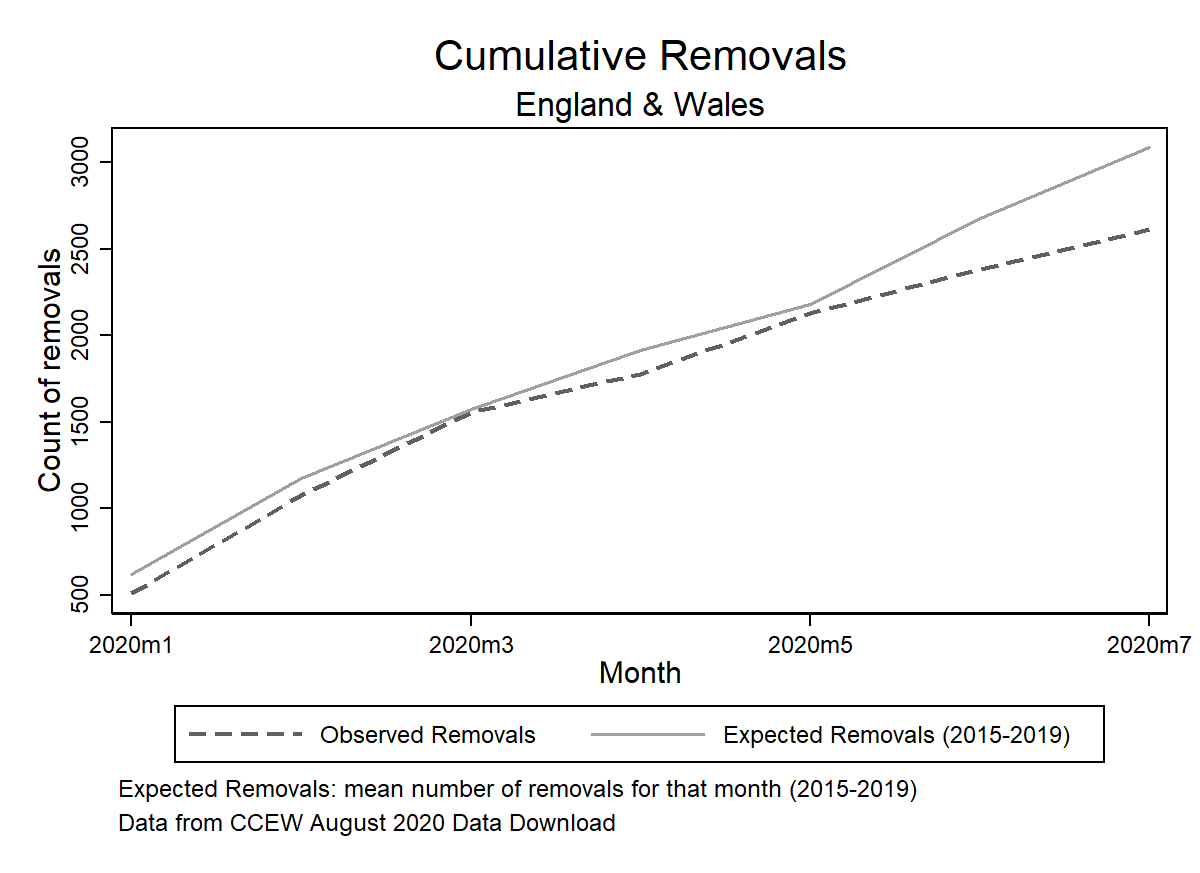 Cumulative Removals
England & Wales
Count of removals
3000
2500
2000
1500
1000
500
2020m1 2020m3 2020m5 2020m7
Month
Observed Removals Expected Removals (2015-2019)
Expected Removals: mean number of removals for that month (2015-2019)
Data from CCEW August 2020 Data Download